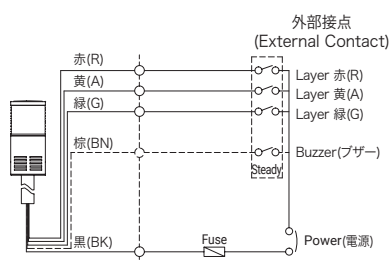 外部接点
(External Contact)
赤(R)
Layer 赤(R)
黄(A)
Layer 黄(A)
緑(G)
Layer 緑(G)
棕(BN)
Buzzer(ブザー)
Steady
黒(BK)
Fuse
Power(電源)